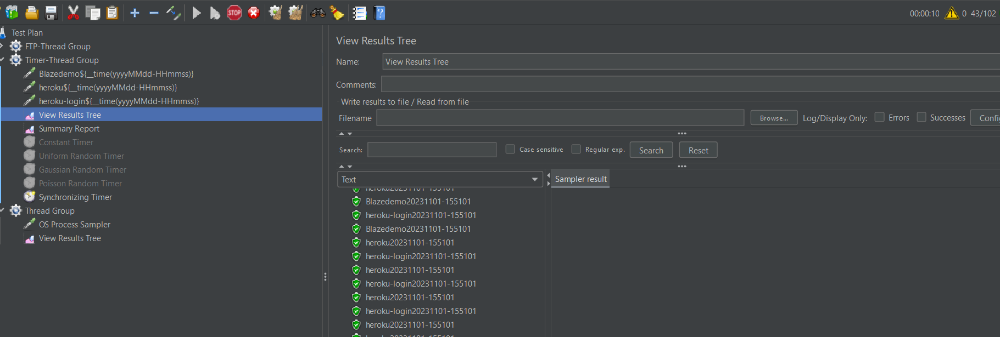 STOP
?
00:00:10 0 43/102
Test Plan
FTP-Thread Group
Timer-Thread Group
Blazedemo${__time(yyyyMMdd-HHmmss)}
heroku${__time(yyyyMMdd-HHmmss)}
heroku-login${__time(yyyyMMdd-HHmmss)}
View Results Tree
Summary Report
Constant Timer
Uniform Random Timer
Gaussian Random Timer
Poisson Random Timer
Synchronizing Timer
Thread Group
OS Process Sampler
View Results Tree
View Results Tree
Name: View Results Tree
Comments:
Write results to file / Read from file
Filename Browse... Log/Display Only: Errors Successes Confi
Search: Case sensitive Regular exp. Search Reset
Text
Sampler result
heroku20231101-155101
Blazedemo20231101-155101
heroku-login20231101-155101
Blazedemo20231101-155101
heroku20231101-155101
heroku-login20231101-155101
heroku20231101-155101
heroku-login20231101-155101
heroku20231101-155101
heroku-login20231101-155101
heroku20231101-155101